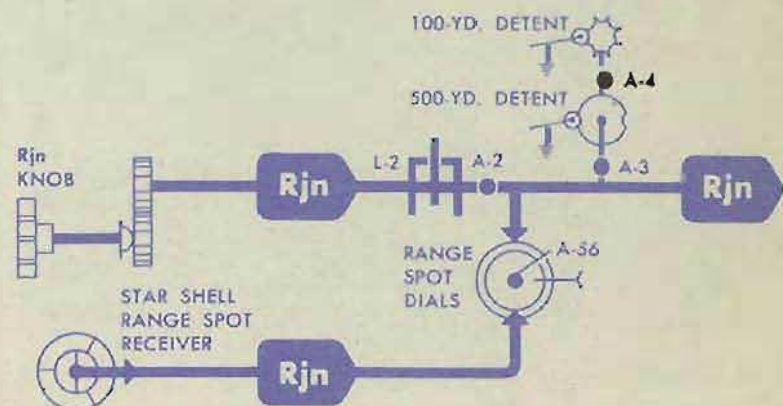 100-YD. DETENT
A-4
500-YD. DETENT
Rjn
KNOB
Rjn
L-2
A-2
A-3
Rjn
RANGE
SPOT
DIALS
A-56
STAR SHELL
RANGE SPOT
RECEIVER
Rjn